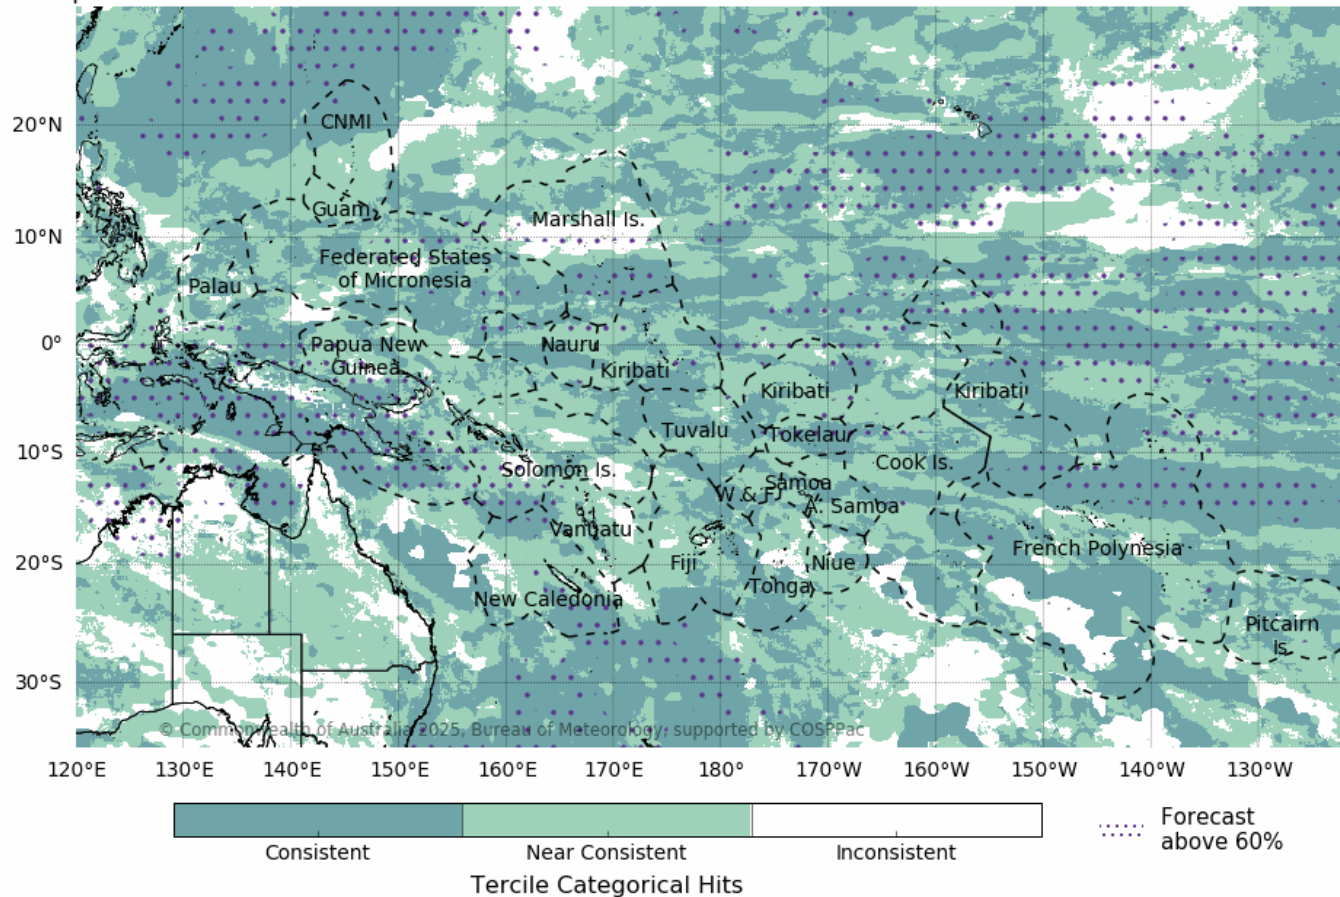 20°N
CNMI
Guam
Marshall Is.
10°N
Federated States
of Micronesia
Palau
0°
Papua New
Guinea
Nauru
Kiribati
Kiribati
Kiribati
Tuvalu
Tokelau
10°S
Solomon Is.
Cook Is.
Samoa
W & F
A. Samoa
Vanuatu
French Polynesia
20°S
Fiji
Niue
Tonga
New Caledonia
Pitcairn
Is.
30°S
© Commonwealth of Australia 2025, Bureau of Meteorology, supported by COSPPac
120°E 130°E 140°E 150°E 160°E 170°E 180° 170°W 160°W 150°W 140°W 130°W
Consistent Near Consistent Inconsistent
Tercile Categorical Hits
Forecast
above 60%